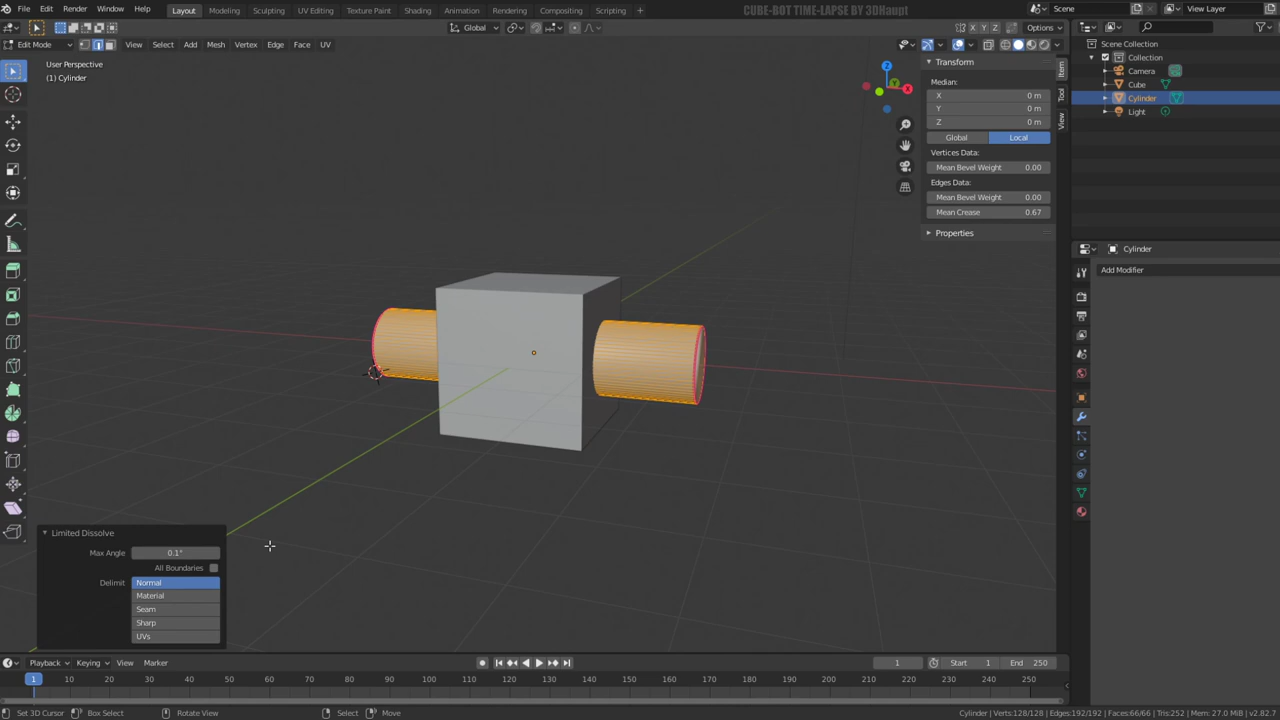 File Edit Render Window Help Layout Modeling Sculpting UV Editing Texture Paint Shading Animation Rendering Compositing Scripting CUBE-BOT TIME-LAPSE BY 3DHaupt Scene View Layer
Global X Y Z Options
Edit Mode View Select Add Mesh Vertex Edge Face UV
User Perspective
(1) Cylinder
Z
Y
X
Transform
Median:
X 0 m
Y 0 m
Z 0 m
Global Local
Vertices Data:
Mean Bevel Weight 0.00
Edges Data:
Mean Bevel Weight 0.00
Mean Crease 0.67
Properties
Item
Tool
View
Scene Collection
Collection
Camera
Cube
Cylinder
Light
Cylinder
Add Modifier
Limited Dissolve
Max Angle 0.1°
All Boundaries
Delimit Normal
Material
Seam
Sharp
UVs
Playback Keying View Marker 1 Start 1 End 250
1 10 20 30 40 50 60 70 80 90 100 110 120 130 140 150 160 170 180 190 200 210 220 230 240 250
Set 3D Cursor Box Select Rotate View Select Move Cylinder | Verts:128/128 | Edges:192/192 | Faces:66/66 | Tris:252 | Mem: 27.0 MiB | v2.82.7